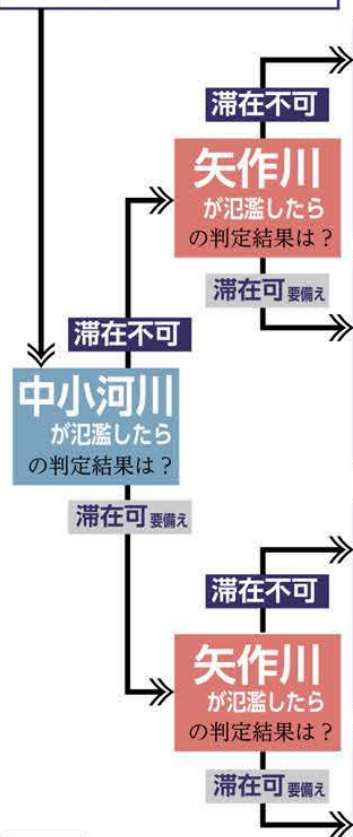 滞在不可
矢作川
が氾濫したら
の判定結果は?
滞在可 要備え
滞在不可
中小河川
が氾濫したら
の判定結果は?
滞在可 要備え
滞在不可
矢作川
が氾濫したら
の判定結果は?
滞在可 要備え